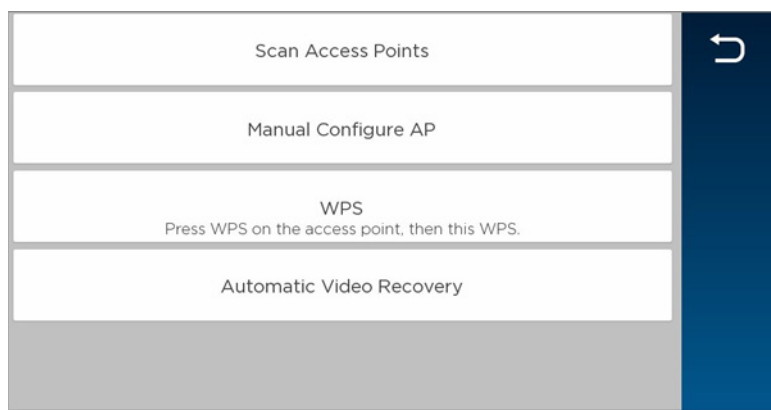 Scan Access Points
Manual Configure AP
WPS
Press WPS on the access point, then this WPS.
Automatic Video Recovery